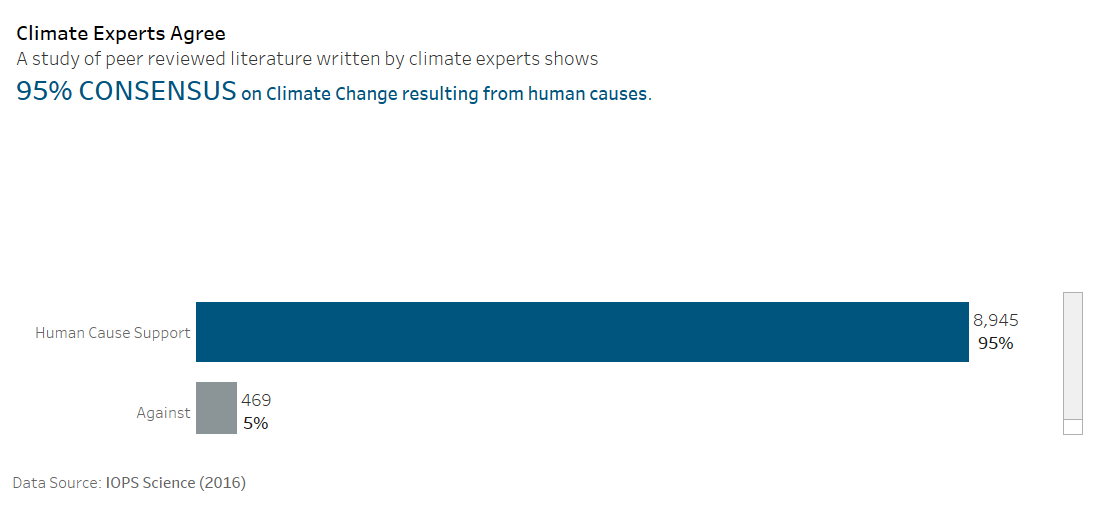 Climate Experts Agree
A study of peer reviewed literature written by climate experts shows
95% CONSENSUS on Climate Change resulting from human causes.
Human Cause Support
8,945
95%
Against
469
5%
Data Source: IOPS Science (2016)